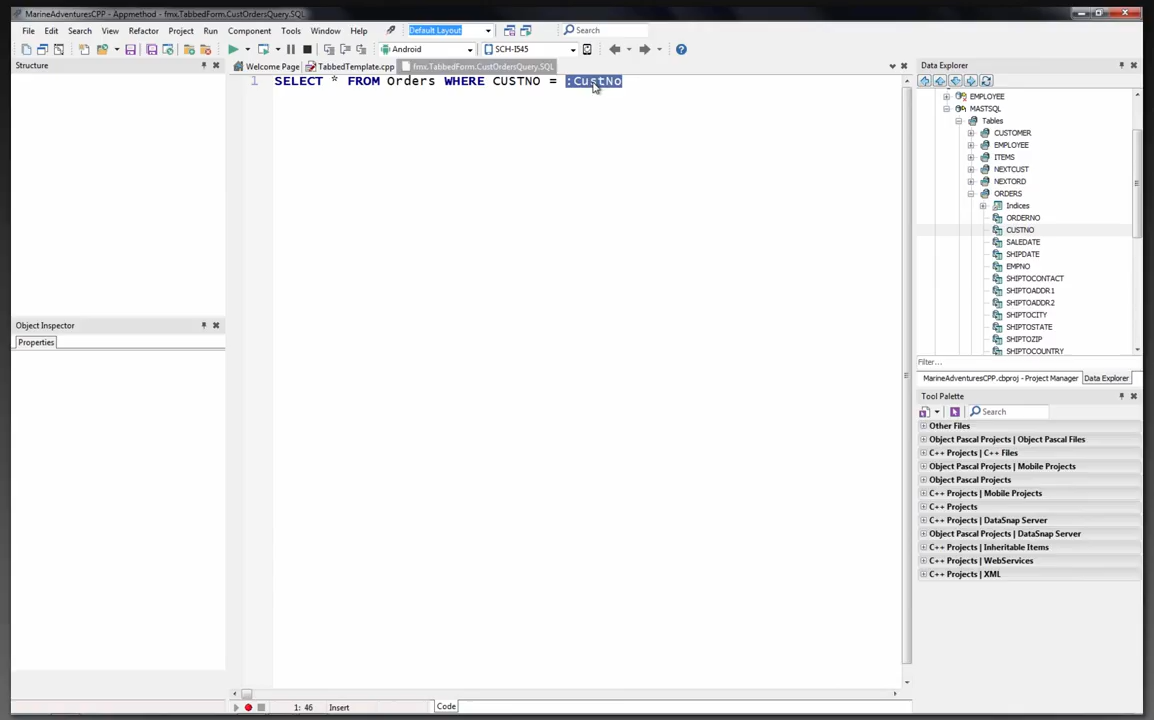 MarineAdventuresCPP - Appmethod - fmx.TabbedForm.CustOrdersQuery.SQL
File Edit Search View Refactor Project Run Component Tools Window Help
Default Layout
Search
Android
SCH-I545
Structure
Welcome Page
TabbedTemplate.cpp
fmx.TabbedForm.CustOrdersQuery.SQL
1 SELECT * FROM Orders WHERE CUSTNO = :CustNo
Object Inspector
Properties
1: 46
Insert
Code
Data Explorer
EMPLOYEE
MASTSQL
Tables
CUSTOMER
EMPLOYEE
ITEMS
NEXTCUST
NEXTORD
ORDERS
Indices
ORDERNO
CUSTNO
SALEDATE
SHIPDATE
EMPNO
SHIPTOCONTACT
SHIPTOADDR1
SHIPTOADDR2
SHIPTOCITY
SHIPTOSTATE
SHIPTOZIP
SHIPTOCOUNTRY
Filter...
MarineAdventuresCPP.cbproj - Project Manager
Data Explorer
Tool Palette
Search
Other Files
Object Pascal Projects | Object Pascal Files
C++ Projects | C++ Files
Object Pascal Projects | Mobile Projects
Object Pascal Projects
C++ Projects | Mobile Projects
C++ Projects
C++ Projects | DataSnap Server
Object Pascal Projects | DataSnap Server
C++ Projects | Inheritable Items
C++ Projects | WebServices
C++ Projects | XML